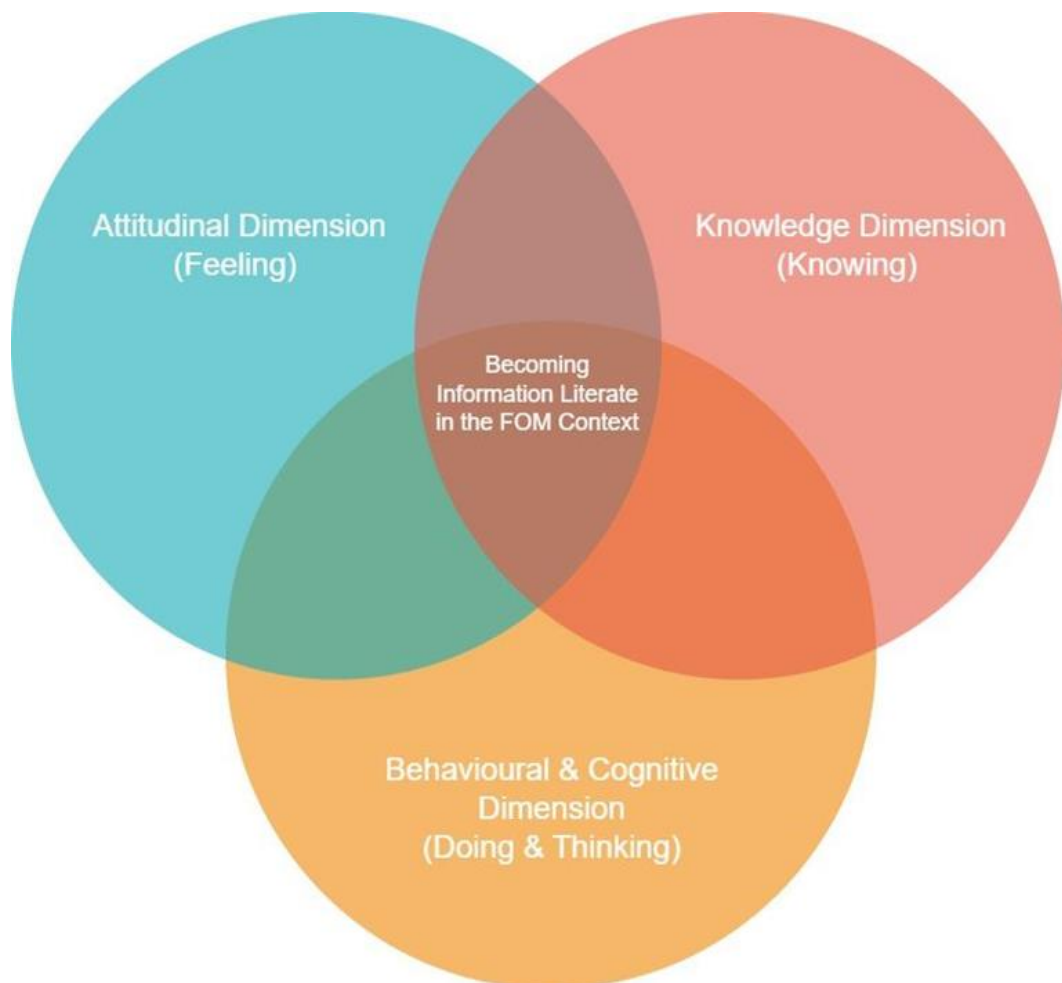 Attitudinal Dimension
(Feeling)
Knowledge Dimension
(Knowing)
Becoming
Information Literate
in the FOM Context
Behavioural & Cognitive
Dimension
(Doing & Thinking)